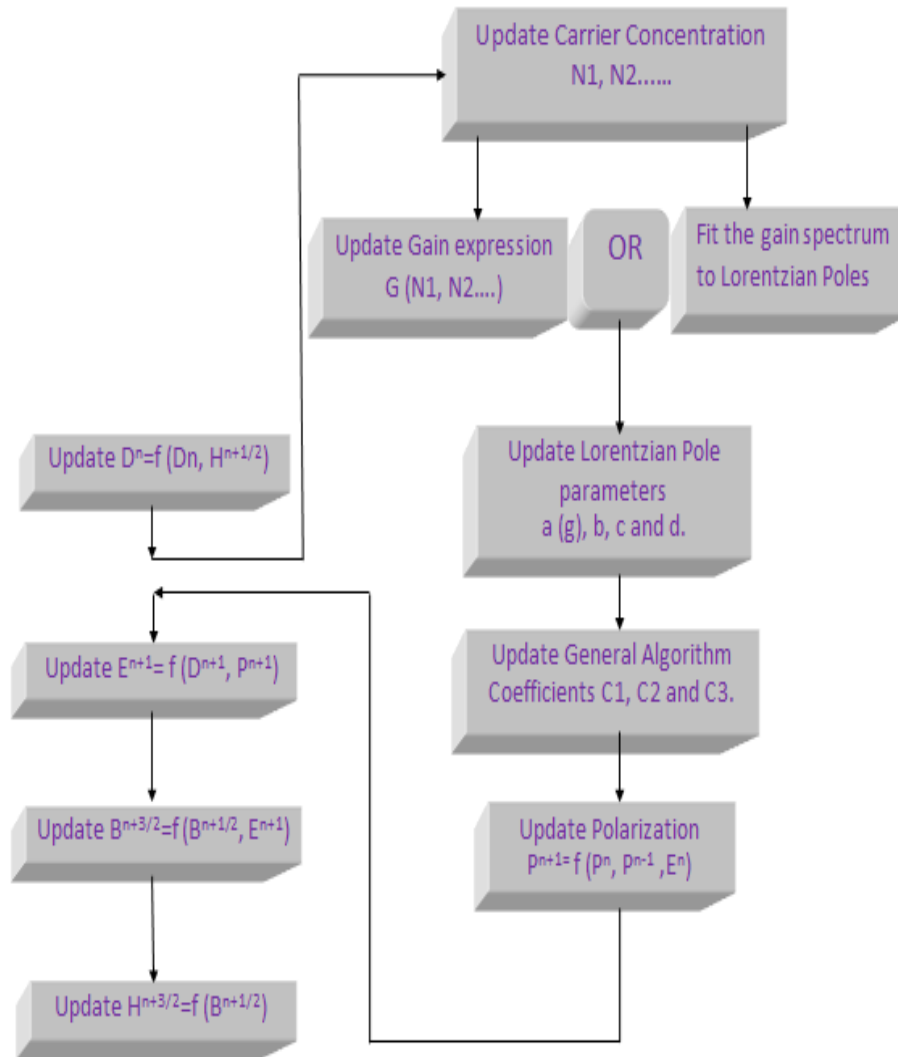 Update Carrier Concentration
N1, N2......
Update Gain expression
G (N1, N2....)
OR
Fit the gain spectrum
to Lorentzian Poles
Update Dⁿ=f (Dn, Hⁿ⁺¹/²)
Update Lorentzian Pole
parameters
a (g), b, c and d.
Update Eⁿ⁺¹= f (Dⁿ⁺¹, Pⁿ⁺¹)
Update General Algorithm
Coefficients C1, C2 and C3.
Update Bⁿ⁺³/²=f (Bⁿ⁺¹/², Eⁿ⁺¹)
Update Polarization
Pⁿ⁺¹= f (Pⁿ, Pⁿ⁻¹ ,Eⁿ)
Update Hⁿ⁺³/²=f (Bⁿ⁺¹/²)